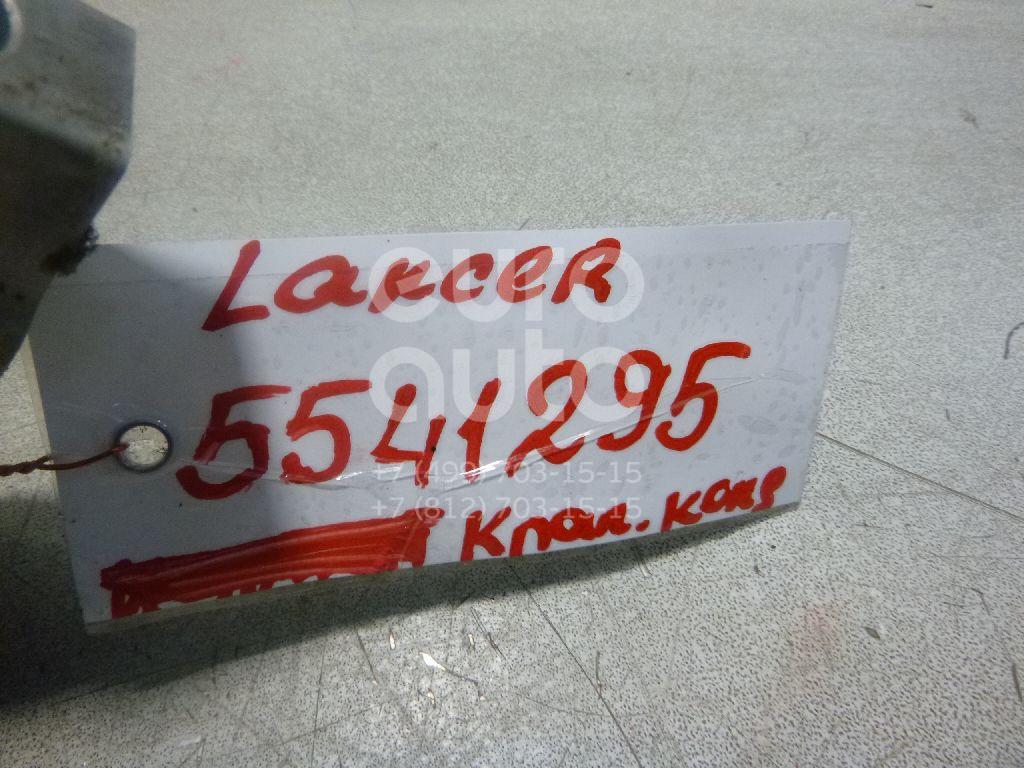 Lancer
euro
auto
5541295
+7 (499) 703-15-15
+7 (812) 703-15-15
Клап. конд